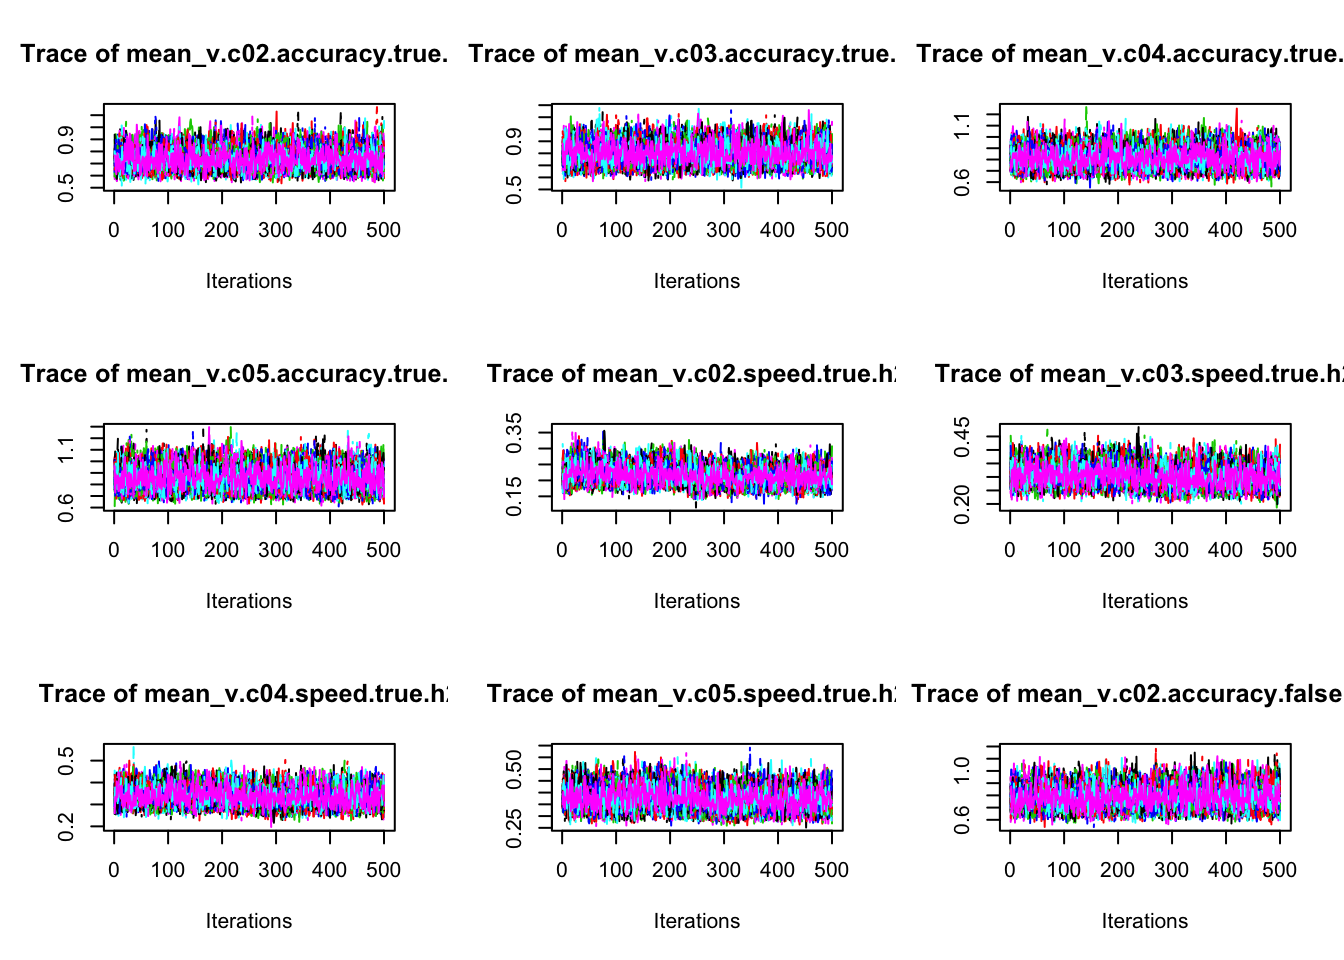 Trace of mean_v.c02.accuracy.true.
0.5 0.9
0 100 200 300 400 500
Iterations
Trace of mean_v.c03.accuracy.true.
0.5 0.9
0 100 200 300 400 500
Iterations
Trace of mean_v.c04.accuracy.true.
0.6 1.1
0 100 200 300 400 500
Iterations
Trace of mean_v.c05.accuracy.true.
0.6 1.1
0 100 200 300 400 500
Iterations
Trace of mean_v.c02.speed.true.h2
0.15 0.35
0 100 200 300 400 500
Iterations
Trace of mean_v.c03.speed.true.h2
0.20 0.45
0 100 200 300 400 500
Iterations
Trace of mean_v.c04.speed.true.h2
0.2 0.5
0 100 200 300 400 500
Iterations
Trace of mean_v.c05.speed.true.h2
0.25 0.50
0 100 200 300 400 500
Iterations
Trace of mean_v.c02.accuracy.false
0.6 1.0
0 100 200 300 400 500
Iterations